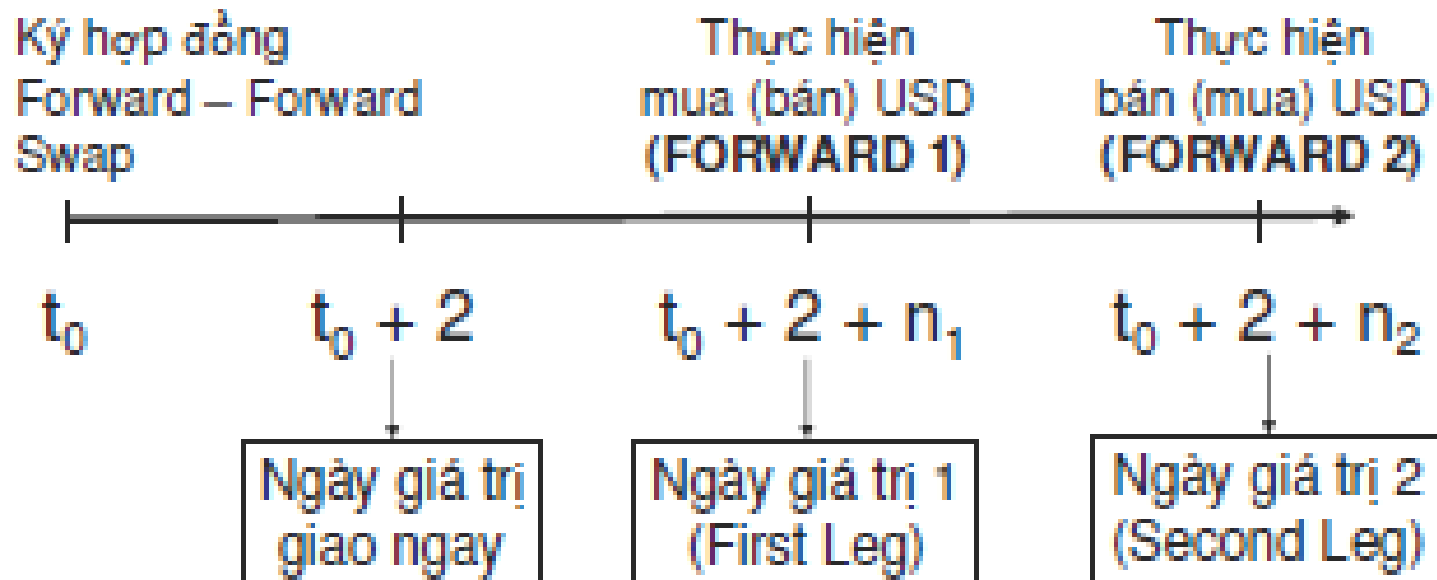 Ký hợp đồng
Forward – Forward
Swap
Thực hiện
mua (bán) USD
(FORWARD 1)
Thực hiện
bán (mua) USD
(FORWARD 2)
t₀
t₀ + 2
t₀ + 2 + n₁
t₀ + 2 + n₂
Ngày giá trị
giao ngay
Ngày giá trị 1
(First Leg)
Ngày giá trị 2
(Second Leg)